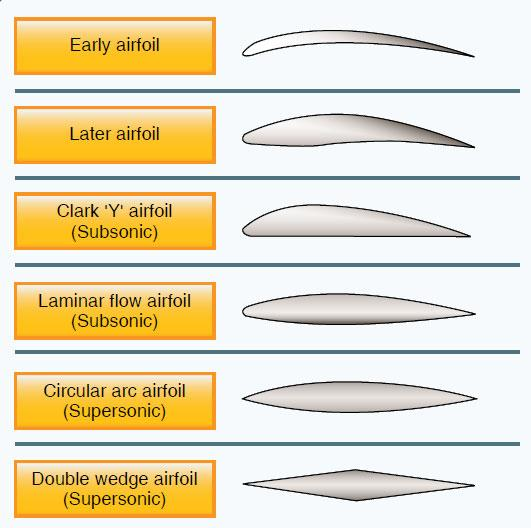 Early airfoil
Later airfoil
Clark 'Y' airfoil
(Subsonic)
Laminar flow airfoil
(Subsonic)
Circular arc airfoil
(Supersonic)
Double wedge airfoil
(Supersonic)